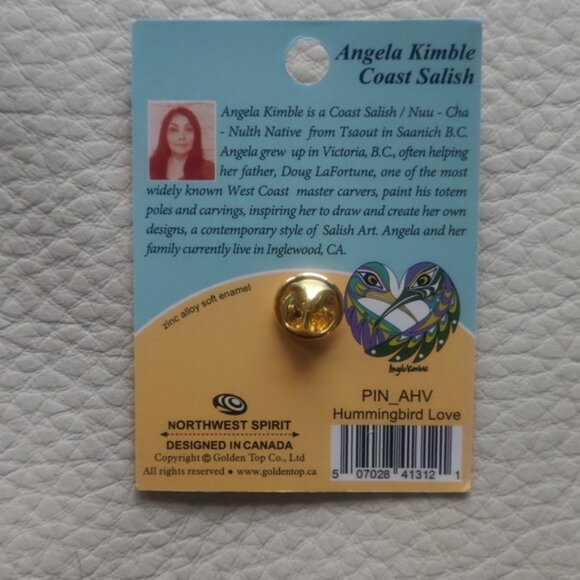 Angela Kimble
Coast Salish
Angela Kimble is a Coast Salish / Nuu - Cha
- Nulth Native from Tsaout in Saanich B.C.
Angela grew up in Victoria, B.C., often helping
her father, Doug LaFortune, one of the most
widely known West Coast master carvers, paint his totem
poles and carvings, inspiring her to draw and create her own
designs, a contemporary style of Salish Art. Angela and her
family currently live in Inglewood, CA.
zinc alloy soft enamel
Angela Kimble
PIN_AHV
Hummingbird Love
NORTHWEST SPIRIT
DESIGNED IN CANADA
Copyright © Golden Top Co., Ltd
All rights reserved • www.goldentop.ca
5 07028 41312 1